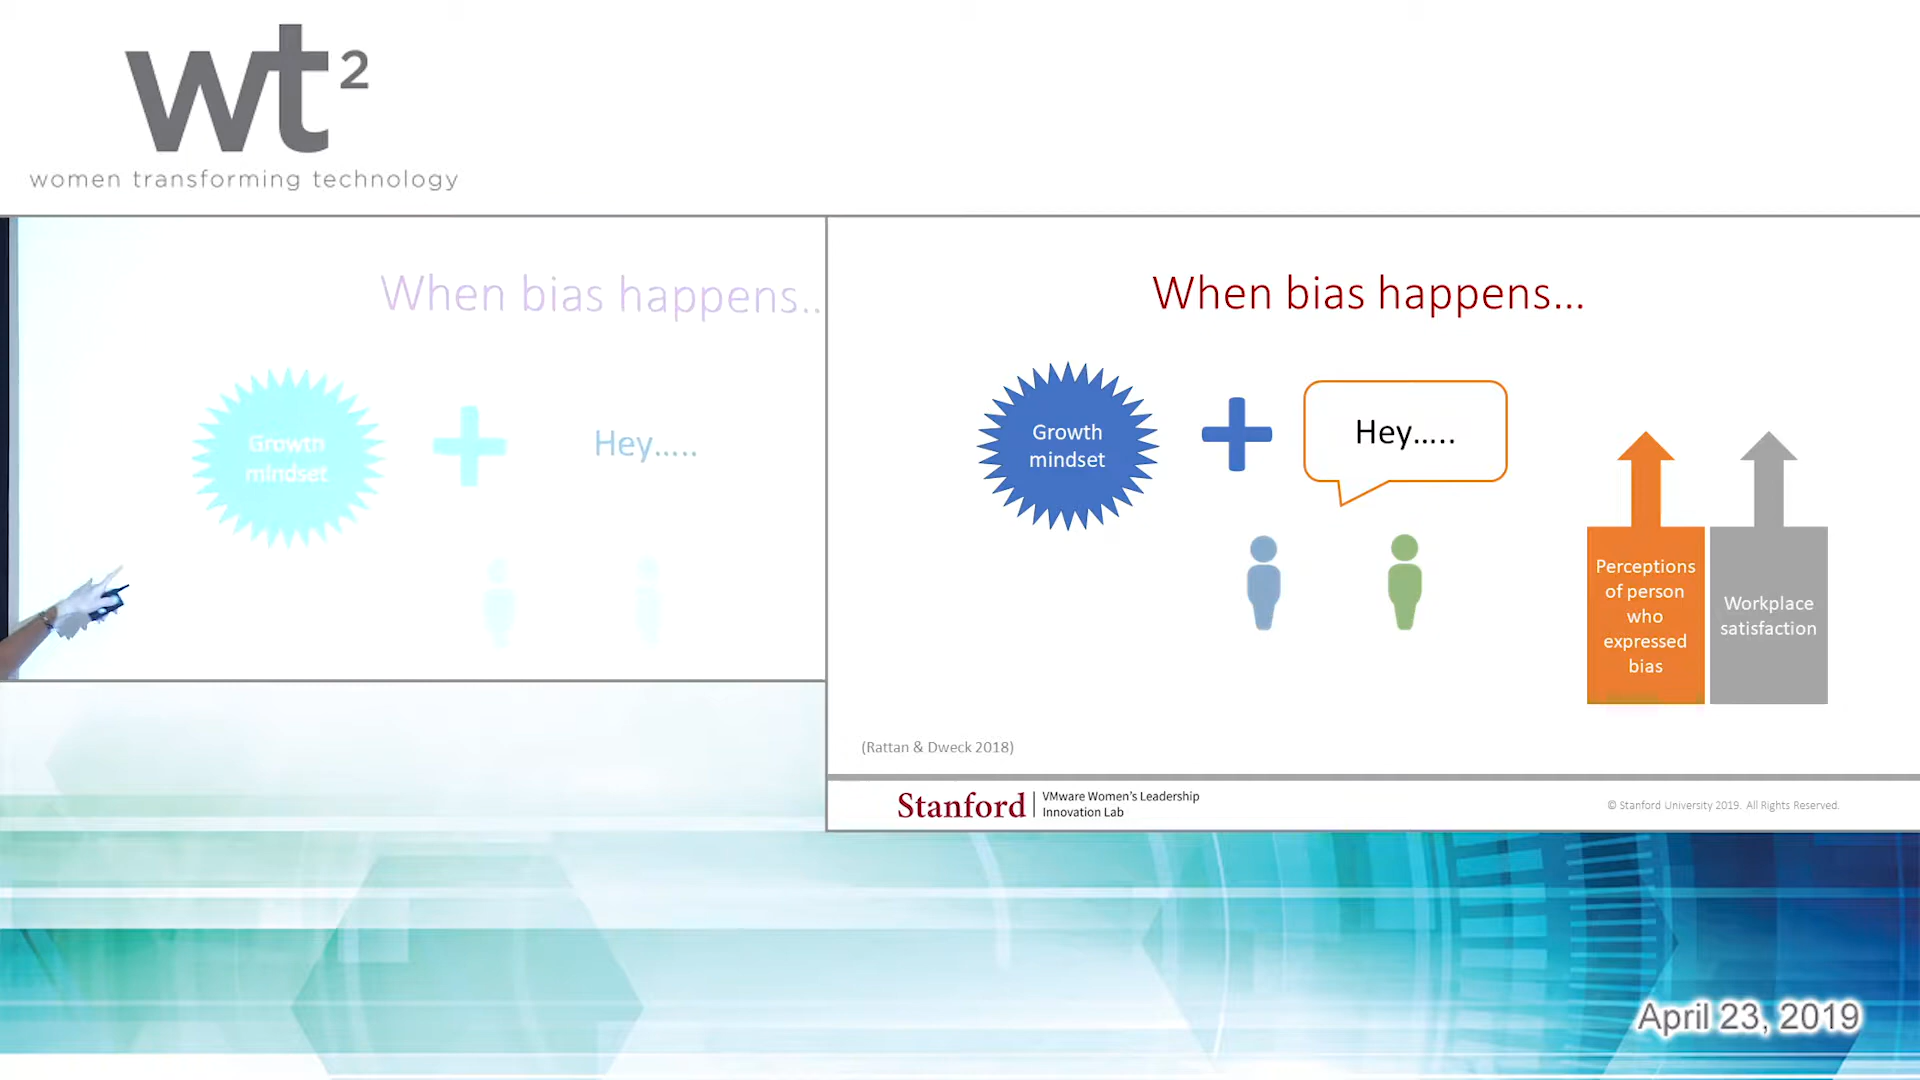 wt2
women transforming technology
When bias happens..
Growth
mindset
Hey.....
When bias happens...
Growth
mindset
Hey.....
Perceptions
of person
who
expressed
bias
Workplace
satisfaction
(Rattan & Dweck 2018)
Stanford
VMware Women's Leadership
Innovation Lab
© Stanford University 2019. All Rights Reserved.
April 23, 2019